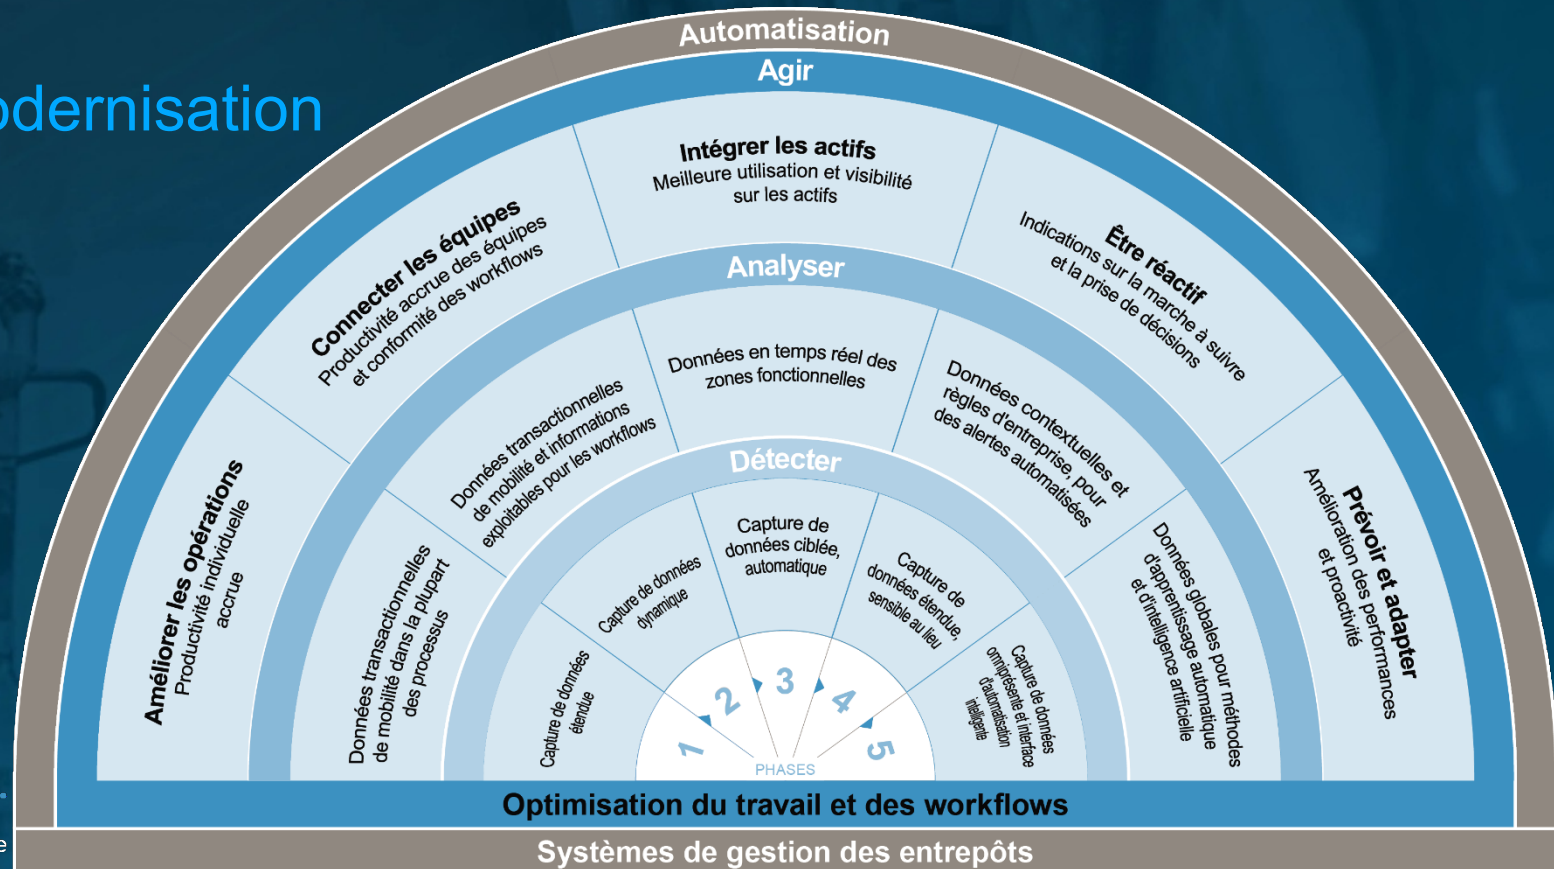 Automatisation
Agir
odernisation
Améliorer les opérations
Productivité individuelle
accrue
Connecter les équipes
Productivité accrue des équipes
et conformité des workflows
Intégrer les actifs
Meilleure utilisation et visibilité
sur les actifs
Être réactif
Indications sur la marche à suivre
et la prise de décisions
Prévoir et adapter
Amélioration des performances
et proactivité
Analyser
Données transactionnelles
de mobilité dans la plupart
des processus
Données transactionnelles
de mobilité et informations
exploitables pour les workflows
Données en temps réel des
zones fonctionnelles
Données contextuelles et
règles d'entreprise, pour
des alertes automatisées
Données globales pour méthodes
d'apprentissage automatique
et d'intelligence artificielle
Détecter
Capture de données
étendue
Capture de données
dynamique
Capture de
données ciblée,
automatique
Capture de
données étendue,
sensible au lieu
Capture de données
omniprésente et interface
d'automatisation
intelligente
1
2
3
4
5
PHASES
Optimisation du travail et des workflows
e
Systèmes de gestion des entrepôts